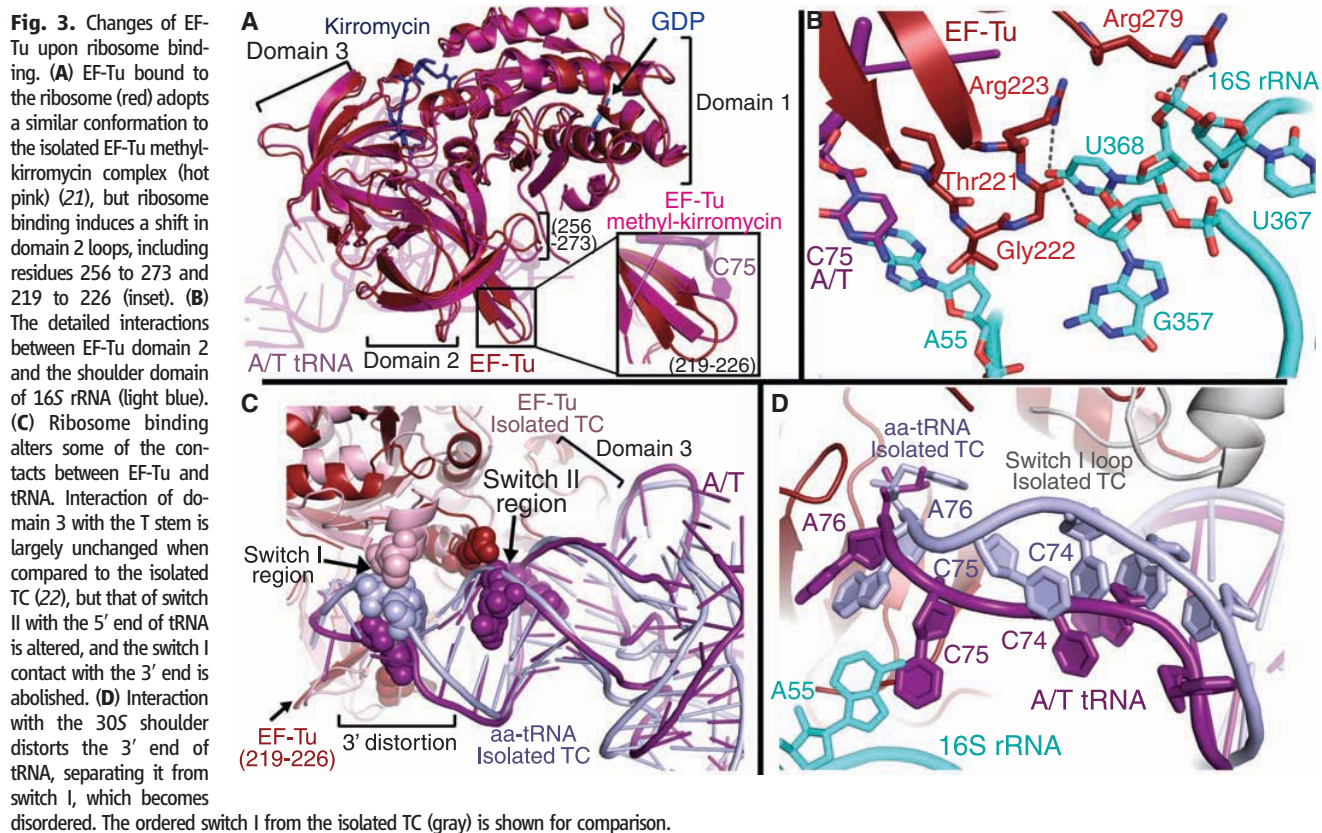 Fig. 3. Changes of EF-
Tu upon ribosome bind-
ing. (A) EF-Tu bound to
the ribosome (red) adopts
a similar conformation to
the isolated EF-Tu methyl-
kirromycin complex (hot
pink) (21), but ribosome
binding induces a shift in
domain 2 loops, including
residues 256 to 273 and
219 to 226 (inset). (B)
The detailed interactions
between EF-Tu domain 2
and the shoulder domain
of 16S rRNA (light blue).
(C) Ribosome binding
alters some of the con-
tacts between EF-Tu and
tRNA. Interaction of do-
main 3 with the T stem is
largely unchanged when
compared to the isolated
TC (22), but that of switch
II with the 5′ end of tRNA
is altered, and the switch I
contact with the 3′ end is
abolished. (D) Interaction
with the 30S shoulder
distorts the 3′ end of
tRNA, separating it from
switch I, which becomes
disordered. The ordered switch I from the isolated TC (gray) is shown for comparison.
A
Kirromycin
GDP
Domain 3
Domain 1
(256
-273)
EF-Tu
methyl-kirromycin
C75
(219-226)
A/T tRNA
Domain 2
EF-Tu
B
EF-Tu
Arg279
Arg223
16S rRNA
U368
Thr221
U367
C75
A/T
Gly222
G357
A55
C
EF-Tu
Isolated TC
Domain 3
A/T
Switch II
region
Switch I
region
EF-Tu
(219-226)
3′ distortion
aa-tRNA
Isolated TC
D
aa-tRNA
Isolated TC
Switch I loop
Isolated TC
A76
A76
C74
C75
C74
C75
A55
A/T tRNA
16S rRNA